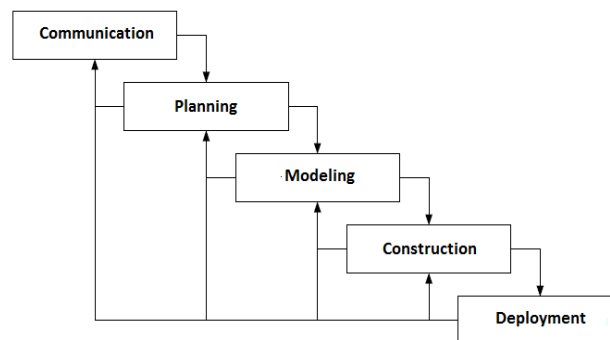 Communication
Planning
Modeling
Construction
Deployment